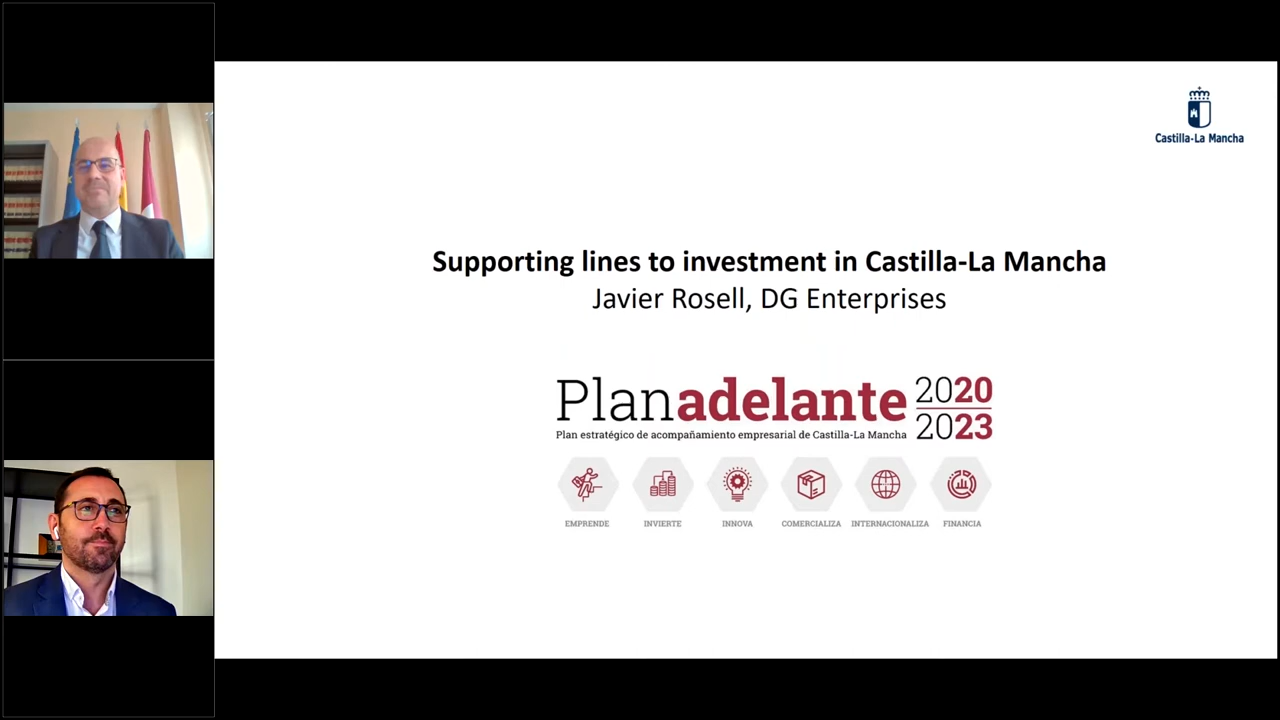 Castilla-La Mancha
Supporting lines to investment in Castilla-La Mancha
Javier Rosell, DG Enterprises
Planadelante 2020
2023
Plan estratégico de acompañamiento empresarial de Castilla-La Mancha
EMPRENDE INVIERTE INNOVA COMERCIALIZA INTERNACIONALIZA FINANCIA